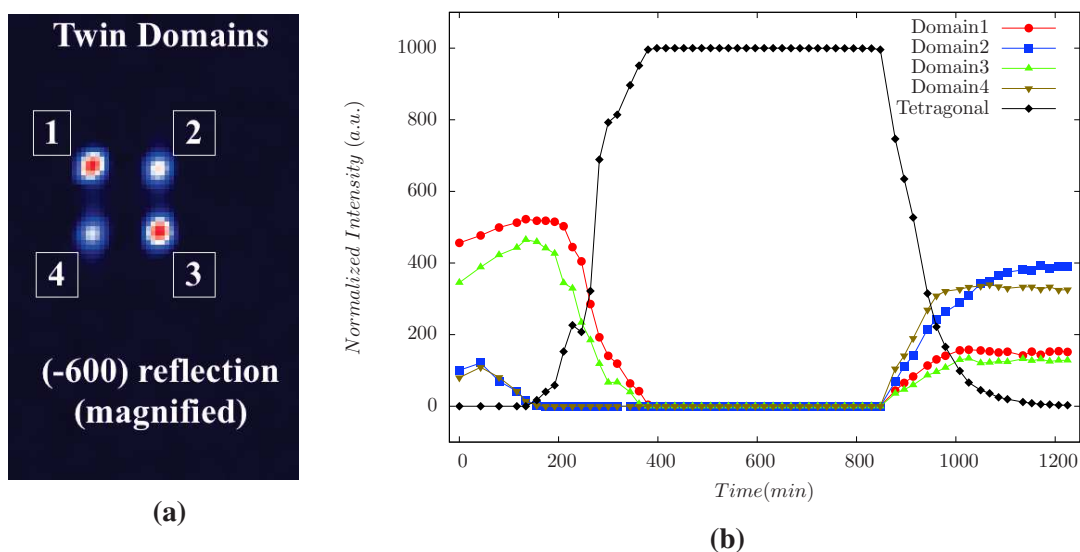 Twin Domains
1
2
4
3
(-600) reflection
(magnified)
(a)
Normalized Intensity (a.u.)
1000
800
600
400
200
0
0
200
400
600
800
1000
1200
Time(min)
Domain1
Domain2
Domain3
Domain4
Tetragonal
(b)